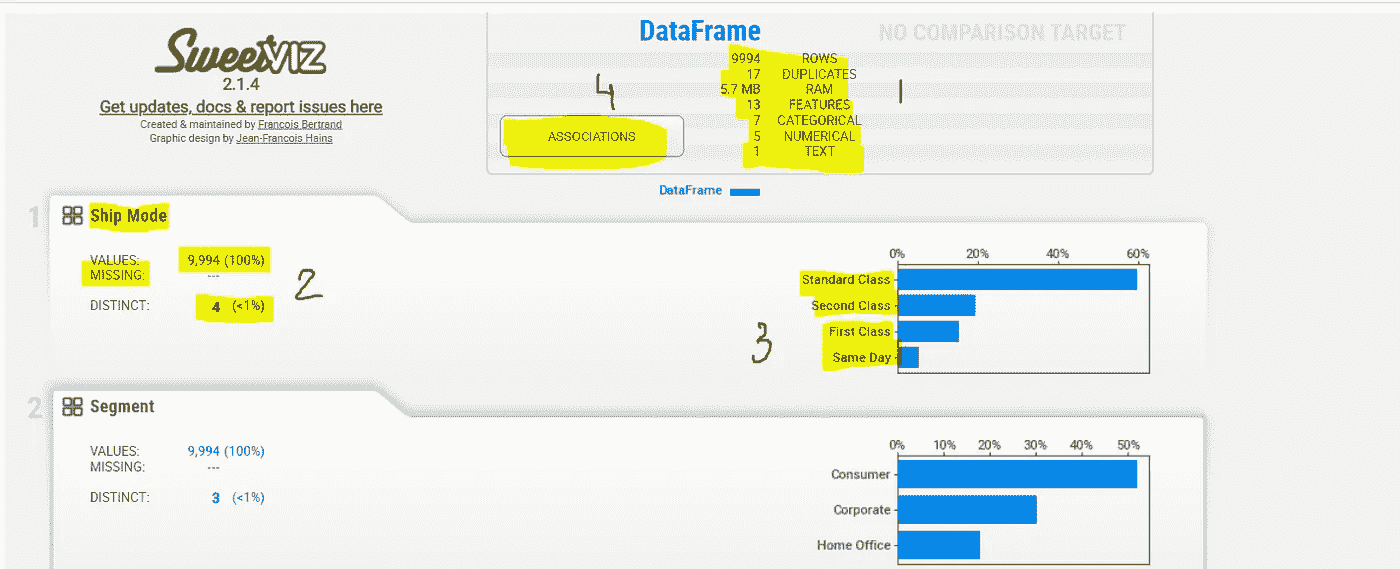 SweetVIZ
2.1.4
Get updates, docs & report issues here
Created & maintained by Francois Bertrand
Graphic design by Jean-Francois Hains
DataFrame
NO COMPARISON TARGET
9994 ROWS
17 DUPLICATES
5.7 MB RAM
13 FEATURES
7 CATEGORICAL
5 NUMERICAL
1 TEXT
1
4
ASSOCIATIONS
DataFrame
1
Ship Mode
VALUES: 9,994 (100%)
MISSING: ---
DISTINCT: 4 (<1%)
2
0% 20% 40% 60%
Standard Class
Second Class
First Class
Same Day
3
2
Segment
VALUES: 9,994 (100%)
MISSING: ---
DISTINCT: 3 (<1%)
0% 10% 20% 30% 40% 50%
Consumer
Corporate
Home Office